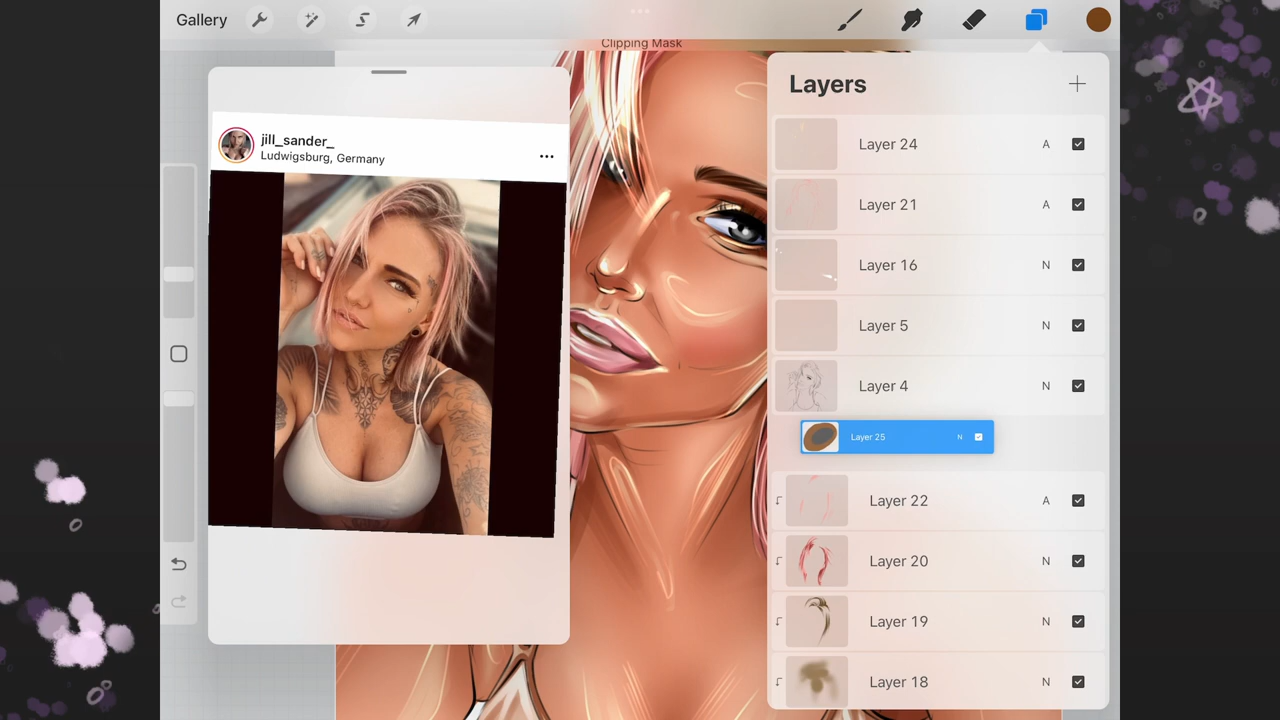 Gallery
Clipping Mask
jill_sander_
Ludwigsburg, Germany
Layers
Layer 24 A
Layer 21 A
Layer 16 N
Layer 5 N
Layer 4 N
Layer 25 N
Layer 22 A
Layer 20 N
Layer 19 N
Layer 18 N